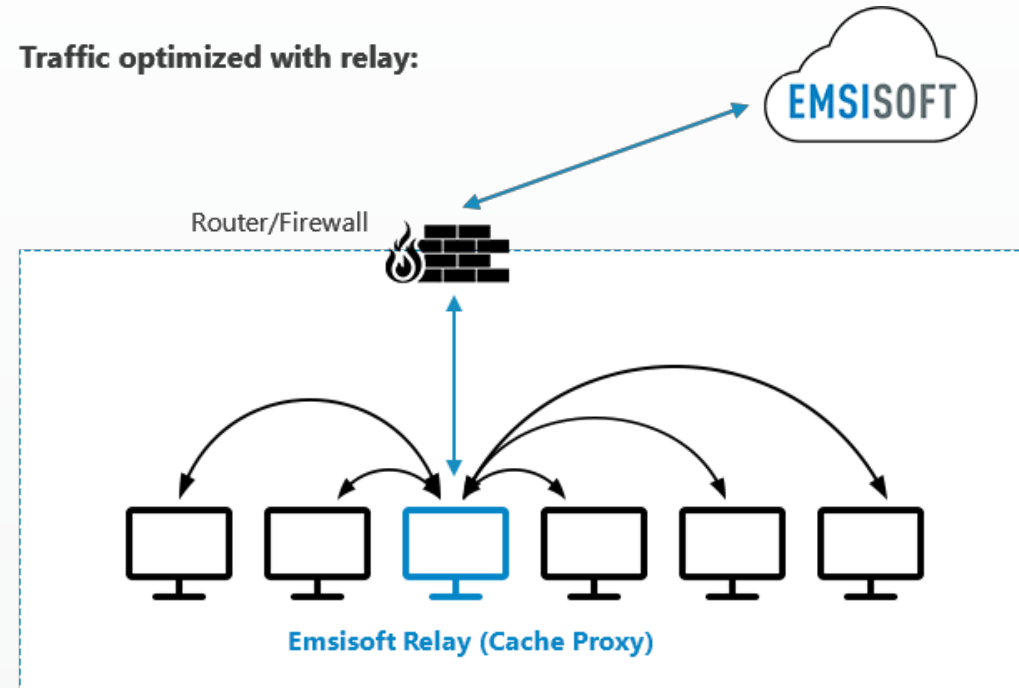 Traffic optimized with relay:
EMSISOFT
Router/Firewall
Emsisoft Relay (Cache Proxy)